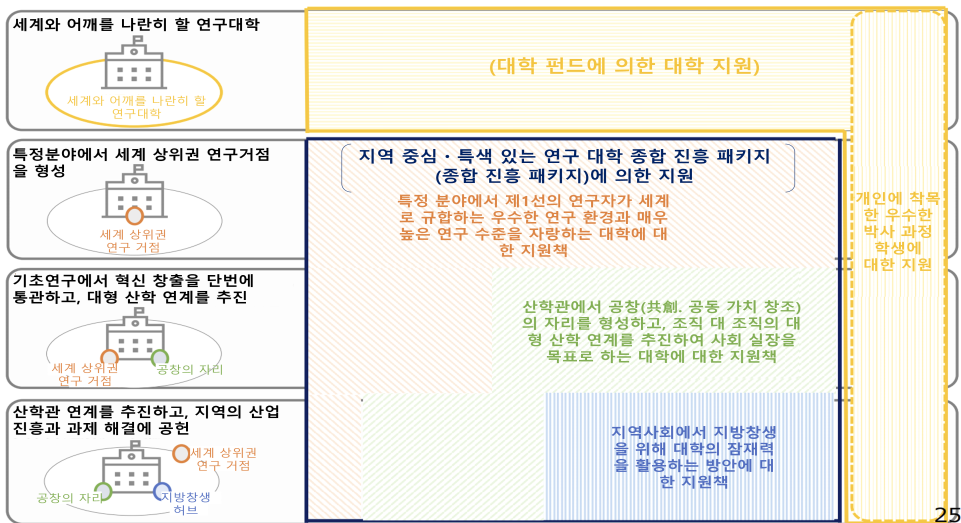 세계와 어깨를 나란히 할 연구대학
세계와 어깨를 나란히 할
연구대학
(대학 펀드에 의한 대학 지원)
특정분야에서 세계 상위권 연구거점
을 형성
세계 상위권
연구 거점
지역 중심 · 특색 있는 연구 대학 종합 진흥 패키지
(종합 진흥 패키지)에 의한 지원
특정 분야에서 제1선의 연구자가 세계
로 규합하는 우수한 연구 환경과 매우
높은 연구 수준을 자랑하는 대학에 대
한 지원책
개인에 착목
한 우수한
박사 과정
학생에
대한 지원
기초연구에서 혁신 창출을 단번에
통관하고, 대형 산학 연계를 추진
세계 상위권
연구 거점
공창의 자리
산학관에서 공창(共創. 공동 가치 창조)
의 자리를 형성하고, 조직 대 조직의 대
형 산학 연계를 추진하여 사회 실장을
목표로 하는 대학에 대한 지원책
산학관 연계를 추진하고, 지역의 산업
진흥과 과제 해결에 공헌
세계 상위권
연구 거점
공창의 자리
지방창생
허브
지역사회에서 지방창생
을 위해 대학의 잠재력
을 활용하는 방안에 대
한 지원책
25